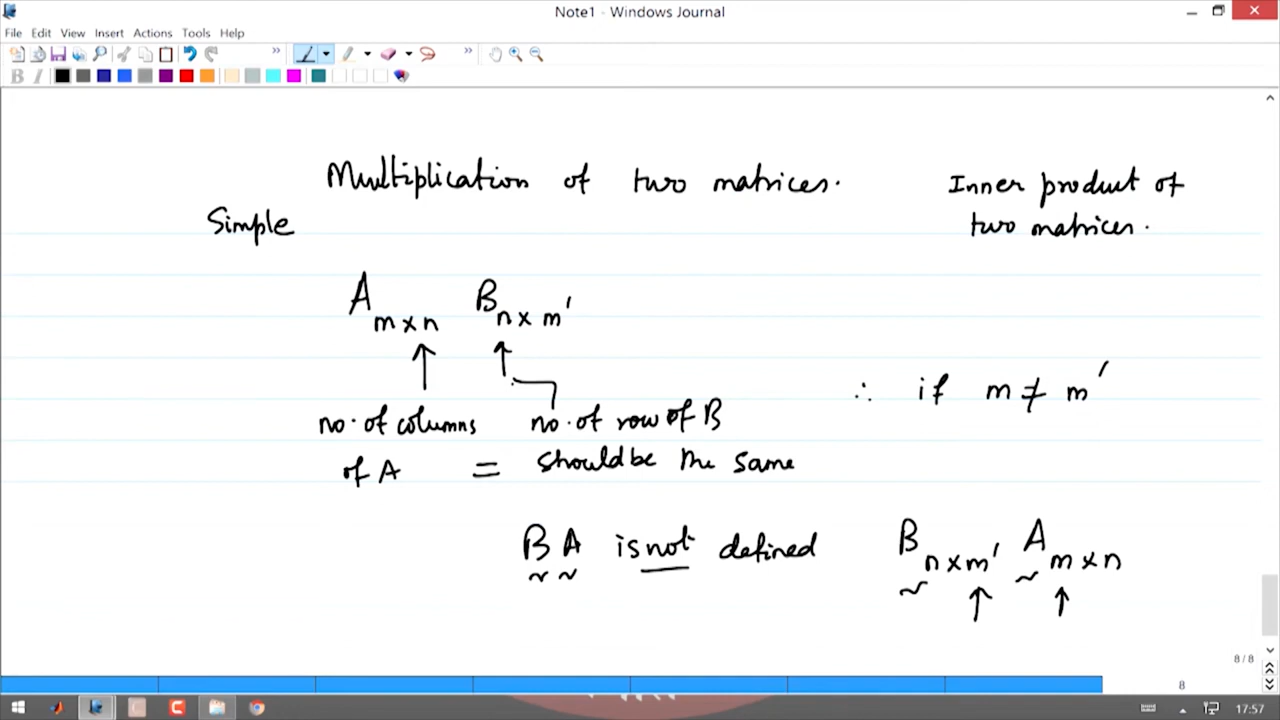 Note1 - Windows Journal
File Edit View Insert Actions Tools Help
Multiplication of two matrices.
Inner product of
two matrices.
Simple
A m×n B n×m'
no. of columns
of A
=
no. of row of B
should be the same
∴ if m ≠ m'
BA is not defined
B n×m' A m×n
8/8
8
17:57